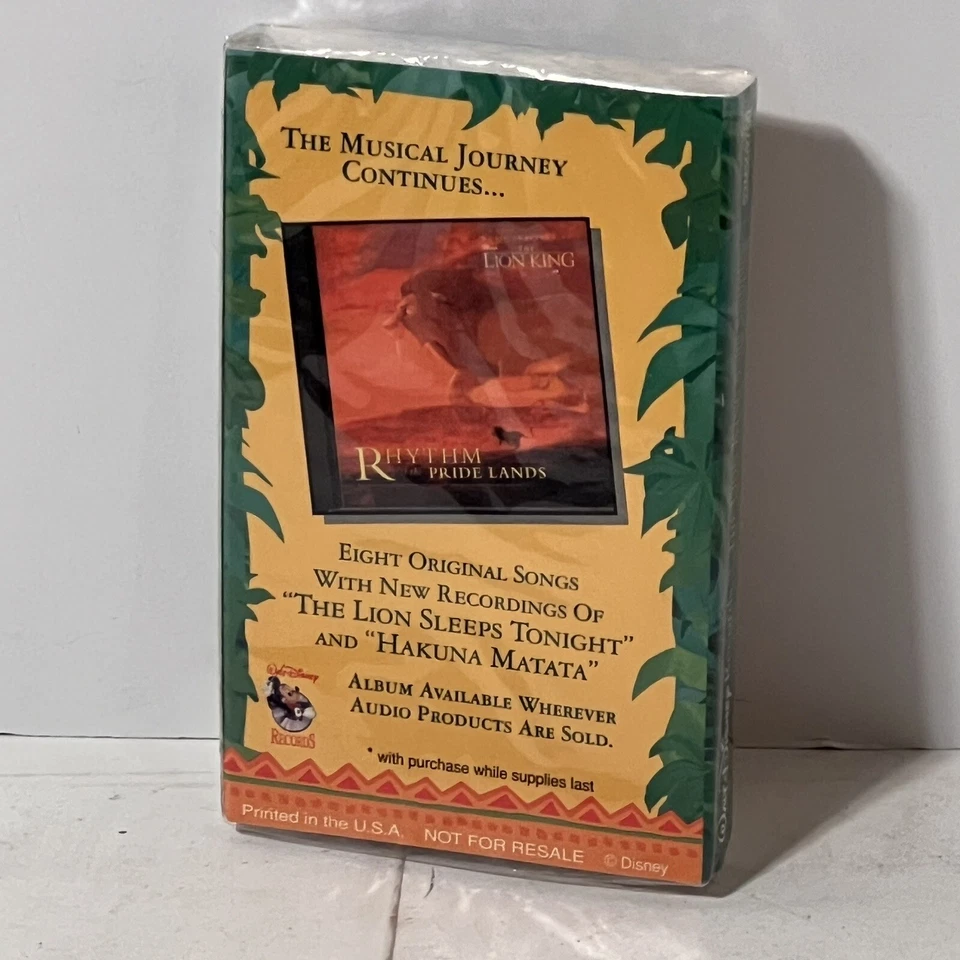 THE MUSICAL JOURNEY
CONTINUES...
THE
LION KING
RHYTHM
PRIDE LANDS
EIGHT ORIGINAL SONGS
WITH NEW RECORDINGS OF
“THE LION SLEEPS TONIGHT”
AND “HAKUNA MATATA”
WALT DISNEY
RECORDS
ALBUM AVAILABLE WHEREVER
AUDIO PRODUCTS ARE SOLD.
* with purchase while supplies last
Printed in the U.S.A. NOT FOR RESALE © Disney